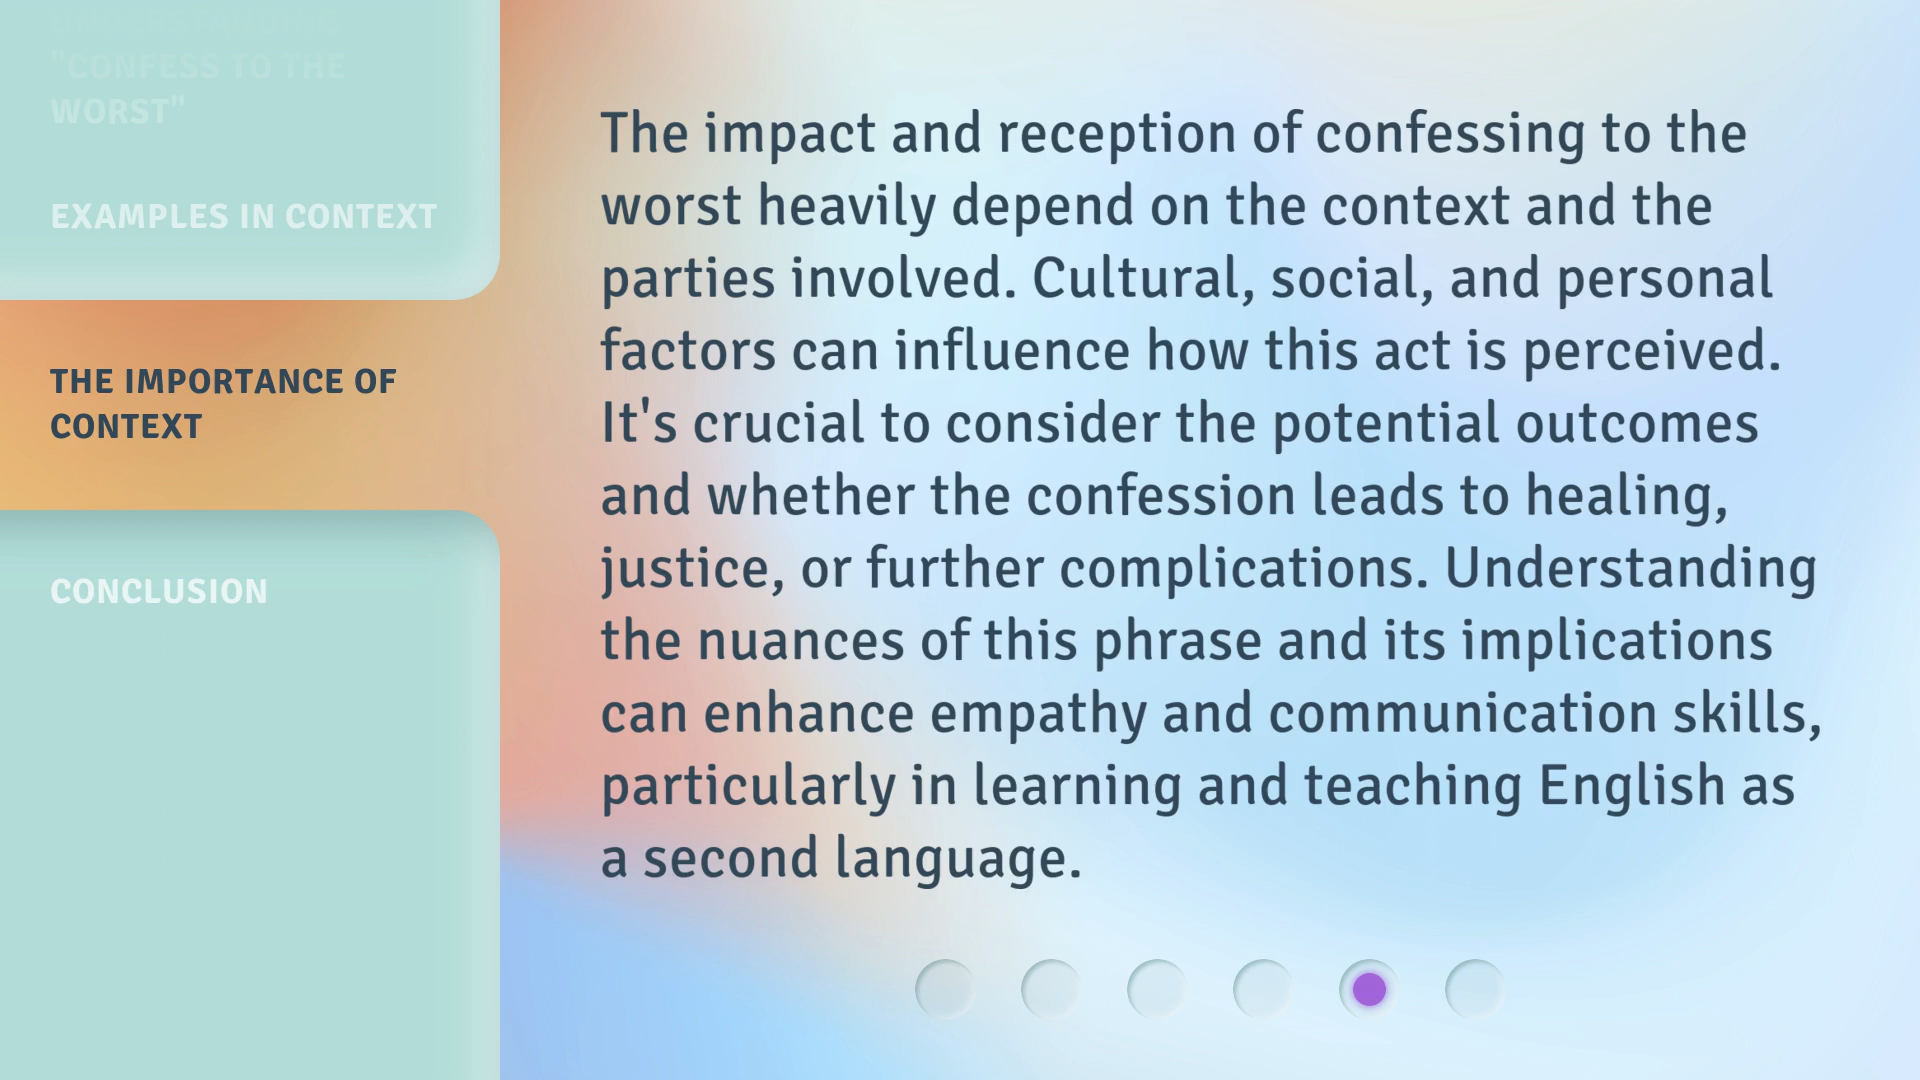 UNDERSTANDING
"CONFESS TO THE
WORST"
EXAMPLES IN CONTEXT
THE IMPORTANCE OF
CONTEXT
CONCLUSION
The impact and reception of confessing to the
worst heavily depend on the context and the
parties involved. Cultural, social, and personal
factors can influence how this act is perceived.
It's crucial to consider the potential outcomes
and whether the confession leads to healing,
justice, or further complications. Understanding
the nuances of this phrase and its implications
can enhance empathy and communication skills,
particularly in learning and teaching English as
a second language.